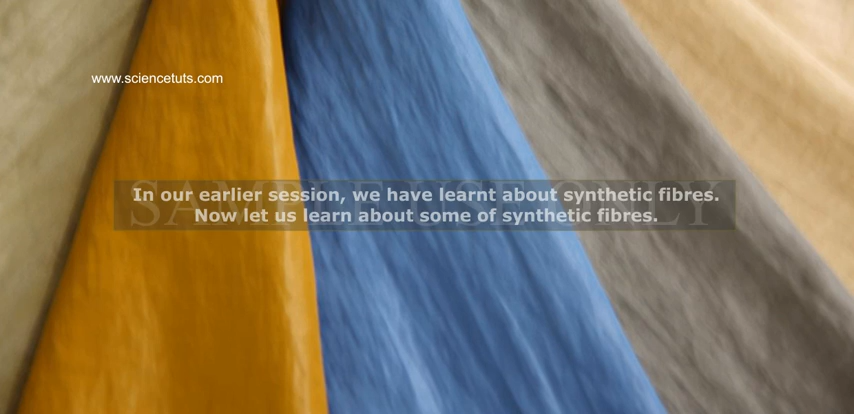 www.sciencetuts.com
In our earlier session, we have learnt about synthetic fibres.
Now let us learn about some of synthetic fibres.